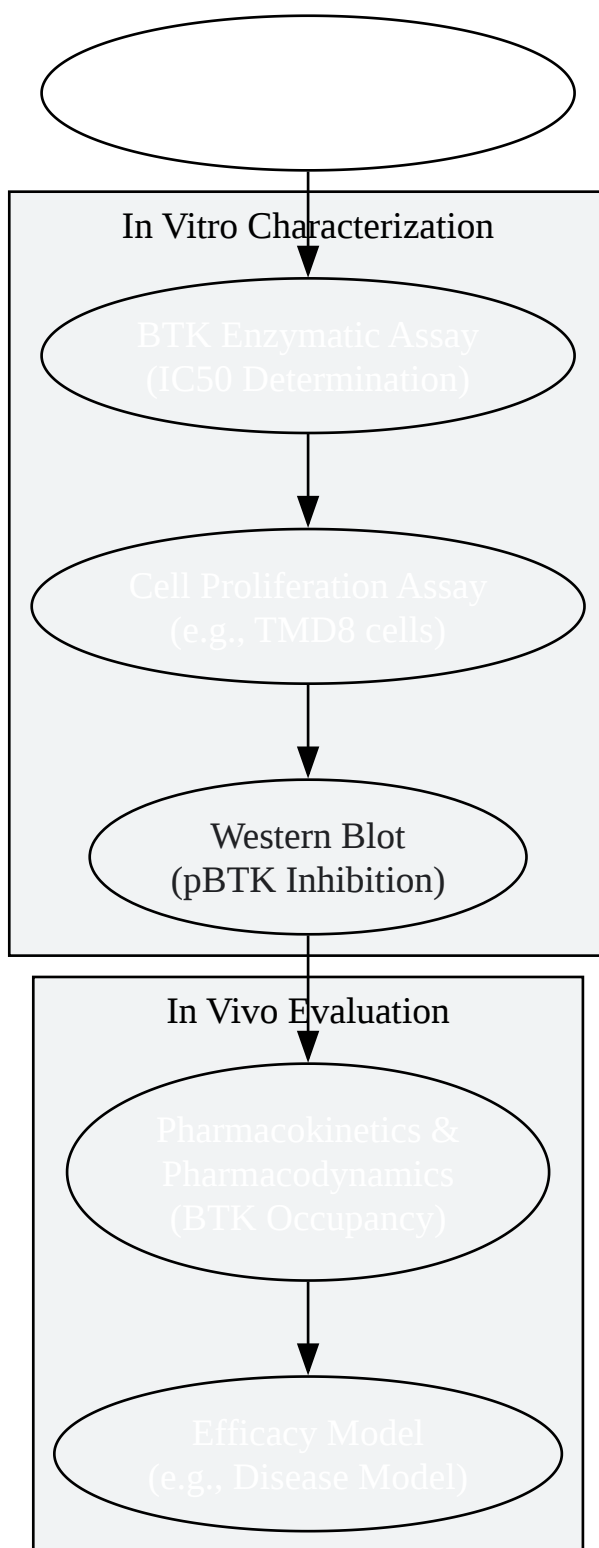 In Vitro Characterization
BTK Enzymatic Assay
(IC50 Determination)
Cell Proliferation Assay
(e.g., TMD8 cells)
Western Blot
(pBTK Inhibition)
In Vivo Evaluation
Pharmacokinetics &
Pharmacodynamics
(BTK Occupancy)
Efficacy Model
(e.g., Disease Model)